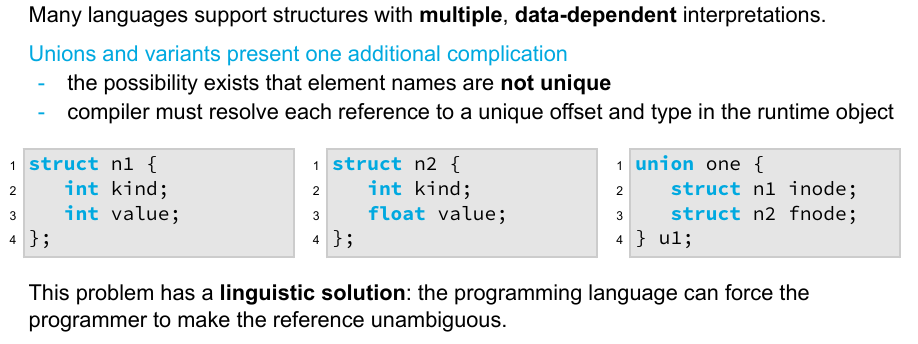 Many languages support structures with multiple, data-dependent interpretations.
Unions and variants present one additional complication
- the possibility exists that element names are not unique
- compiler must resolve each reference to a unique offset and type in the runtime object
1 struct n1 {
2 int kind;
3 int value;
4 };
1 struct n2 {
2 int kind;
3 float value;
4 };
1 union one {
2 struct n1 inode;
3 struct n2 fnode;
4 } u1;
This problem has a linguistic solution: the programming language can force the
programmer to make the reference unambiguous.